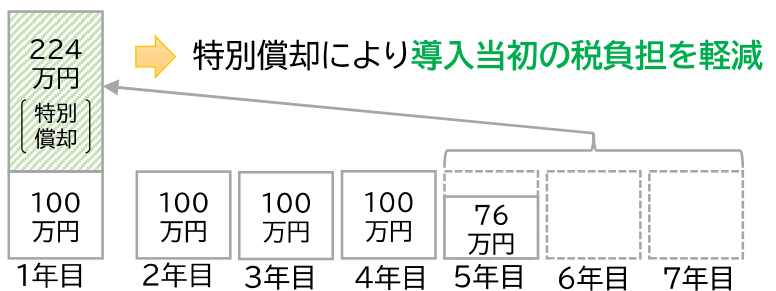 特別償却により導入当初の税負担を軽減
224
万円
特別
償却
100
万円
100
万円
100
万円
100
万円
76
万円
1年目
2年目
3年目
4年目
5年目
6年目
7年目